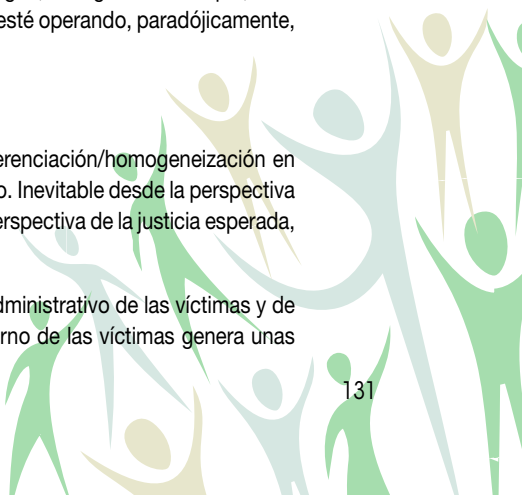 esté operando, paradójicamente,
erenciación/homogeneización en
o. Inevitable desde la perspectiva
erspectiva de la justicia esperada,
dministrativo de las víctimas y de
erno de las víctimas genera unas
131